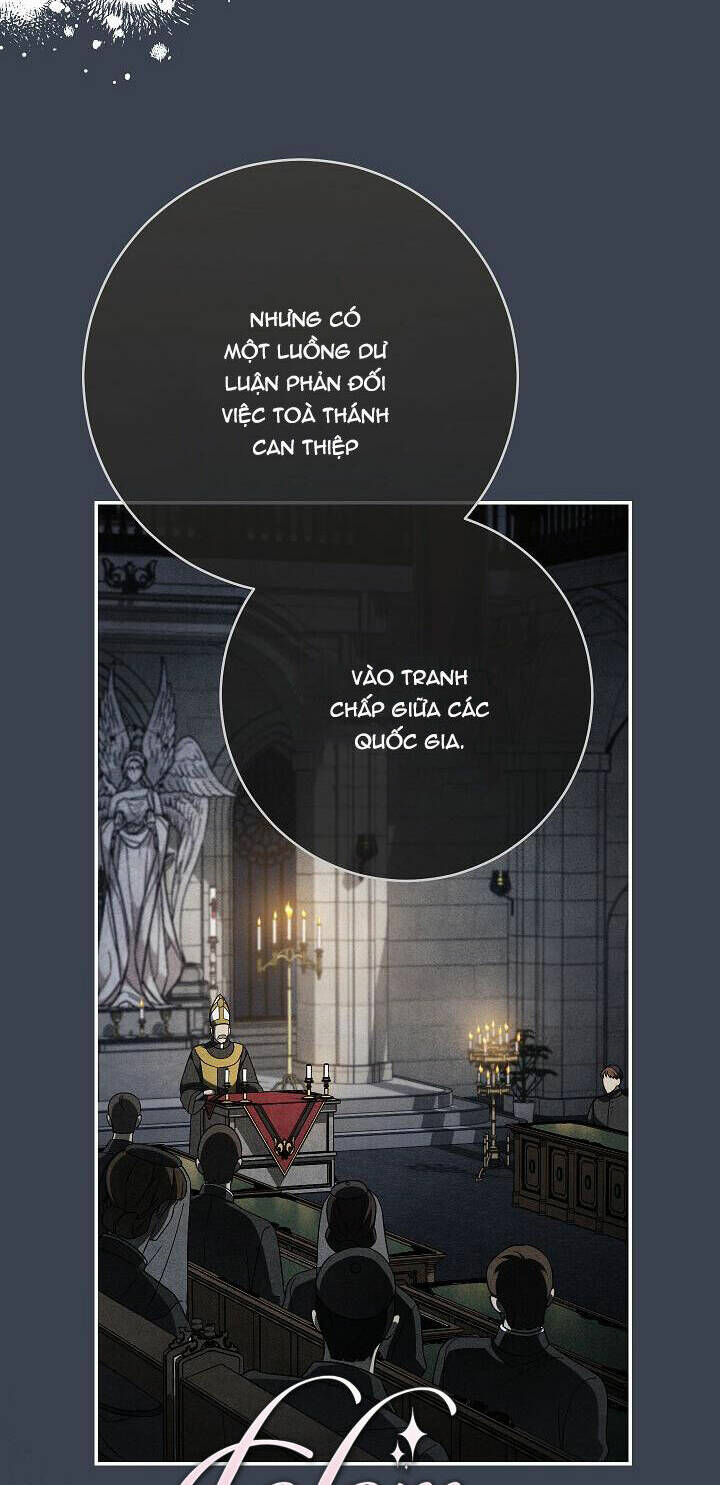 NHƯNG CÓ
MỘT LUỒNG DƯ
LUẬN PHẢN ĐỐI
VIỆC TOÀ THÁNH
CAN THIỆP
VÀO TRANH
CHẤP GIỮA CÁC
QUỐC GIA.